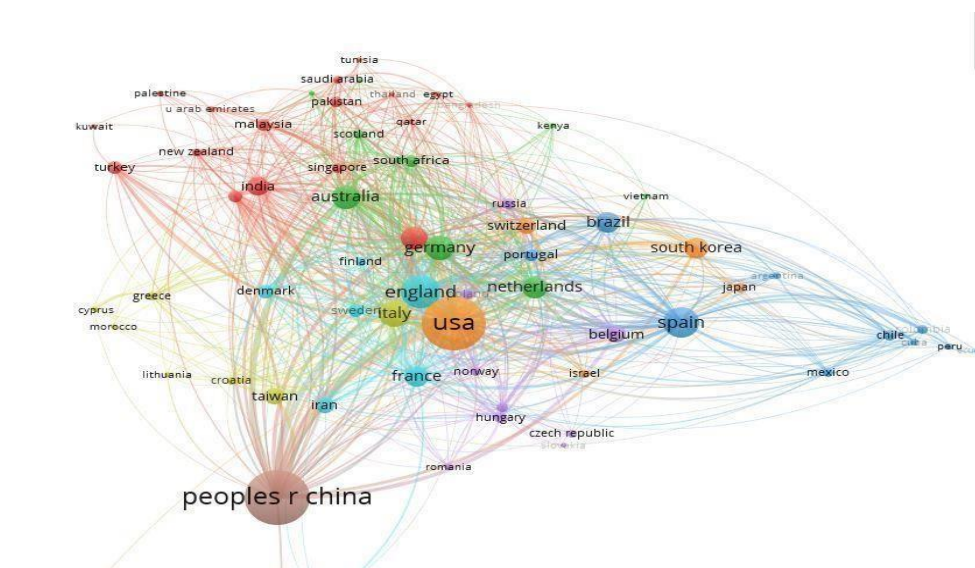 tunisia
saudi arabia
palestine
thailand
egypt
pakistan
bangladesh
u arab emirates
kuwait
malaysia
qatar
kenya
scotland
new zealand
south africa
turkey
singapore
india
australia
vietnam
russia
brazil
switzerland
germany
south korea
portugal
finland
argentina
netherlands
japan
denmark
england
greece
cyprus
sweden
italy
usa
spain
morocco
belgium
chile
peru
france
norway
israel
mexico
lithuania
croatia
taiwan
iran
hungary
czech republic
slovakia
romania
peoples r china